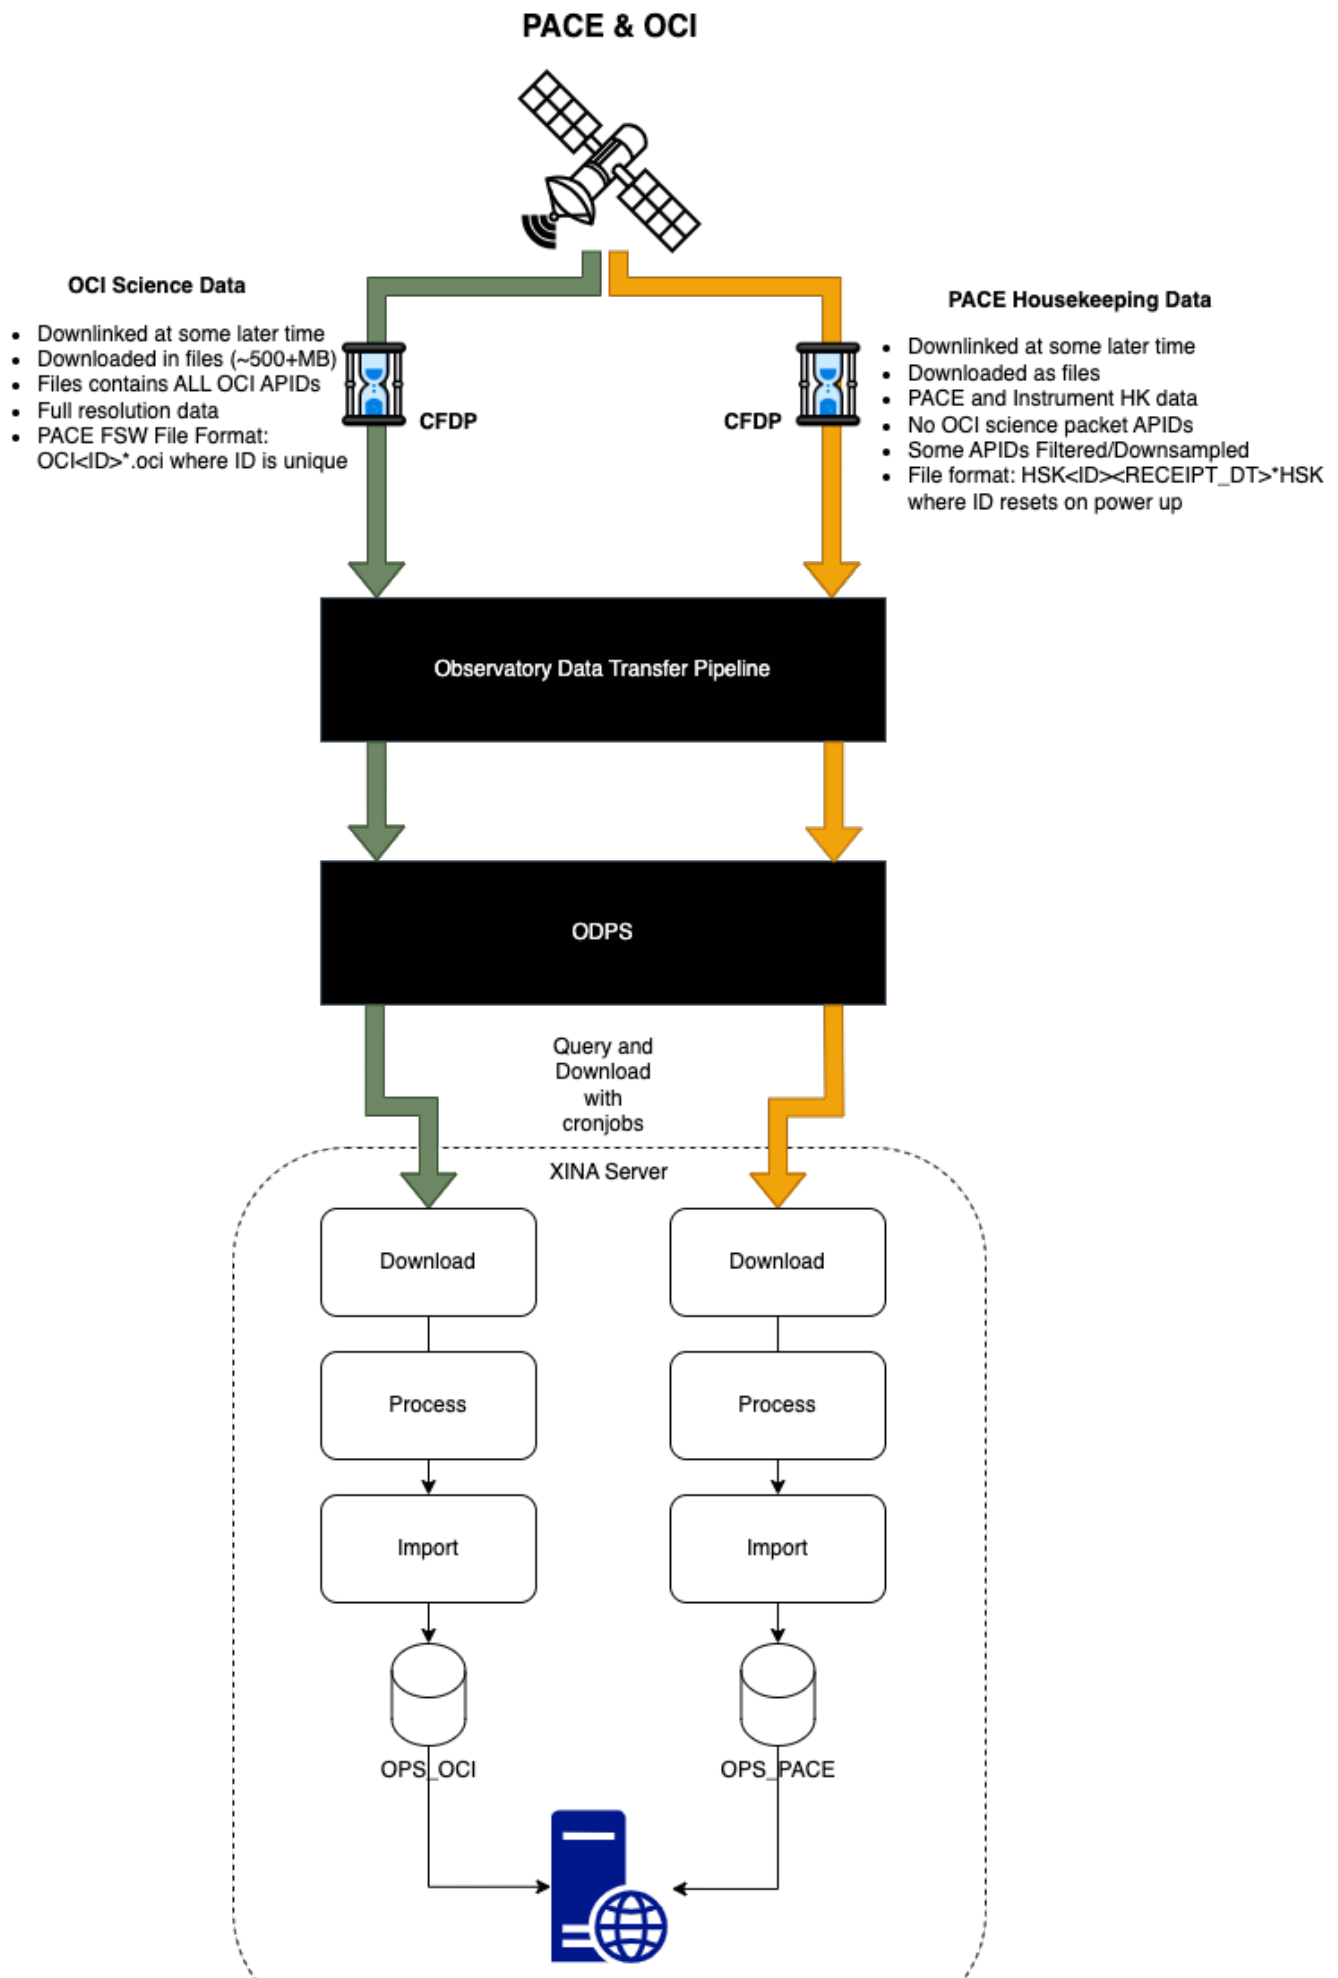 PACE & OCI
OCI Science Data
• Downlinked at some later time
• Downloaded in files (~500+MB)
• Files contains ALL OCI APIDs
• Full resolution data
• PACE FSW File Format:
OCI<ID>*.oci where ID is unique
CFDP
PACE Housekeeping Data
• Downlinked at some later time
• Downloaded as files
• PACE and Instrument HK data
• No OCI science packet APIDs
• Some APIDs Filtered/Downsampled
• File format: HSK<ID><RECEIPT_DT>*HSK
where ID resets on power up
CFDP
Observatory Data Transfer Pipeline
ODPS
Query and
Download
with
cronjobs
XINA Server
Download
Download
Process
Process
Import
Import
OPS_OCI
OPS_PACE